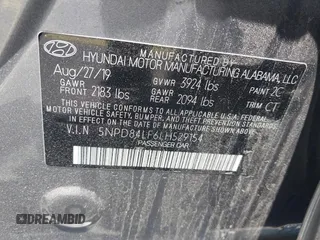 MANUFACTURED BY
HYUNDAI MOTOR MANUFACTURING ALABAMA, LLC
Aug/27/19 GVWR 3924 lbs PAINT 2C
GAWR FRONT 2183 lbs GAWR REAR 2094 lbs TRIM CT
THIS VEHICLE CONFORMS TO ALL APPLICABLE FEDERAL
MOTOR VEHICLE SAFETY, BUMPER, AND THEFT
PREVENTION STANDARDS IN EFFECT ON THE DATE OF
MANUFACTURE SHOWN ABOVE.
V.I.N 5NPD84LF6LH529154
PASSENGER CAR
DREAMBID